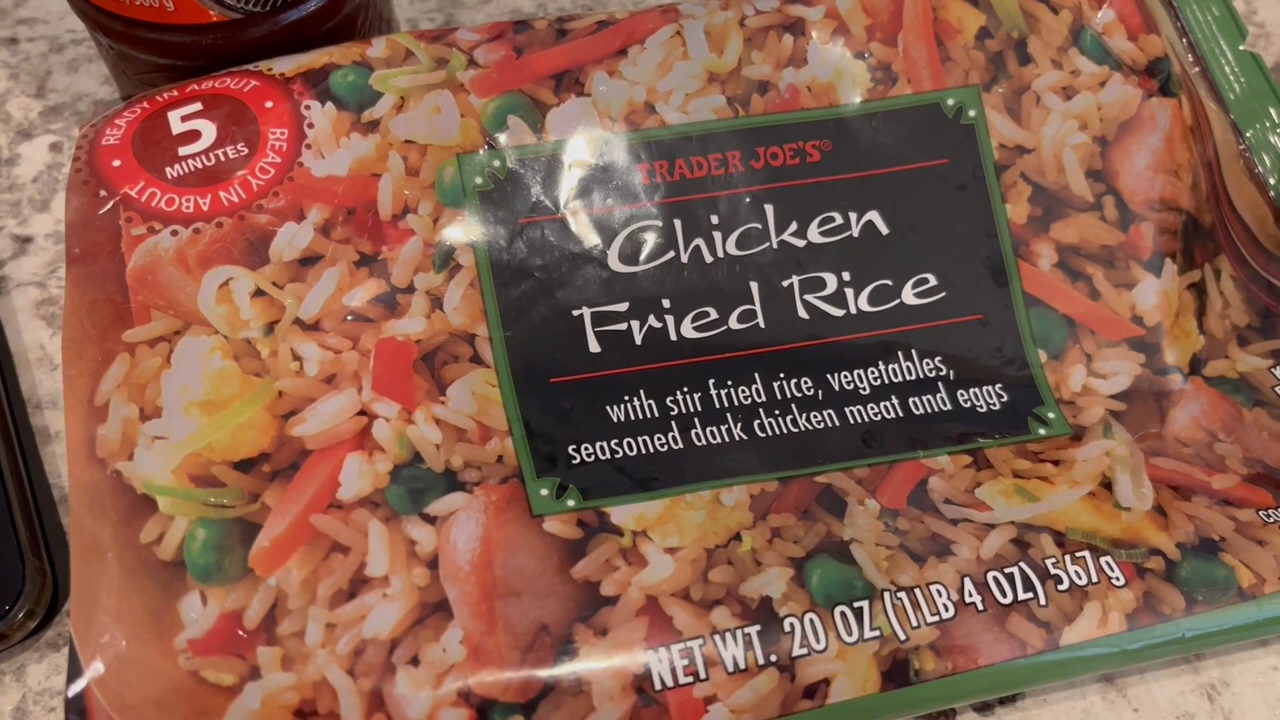 READY IN ABOUT
5
MINUTES
READY IN ABOUT
TRADER JOE'S®
Chicken
Fried Rice
with stir fried rice, vegetables,
seasoned dark chicken meat and eggs
NET WT. 20 OZ (1LB 4 OZ) 567g